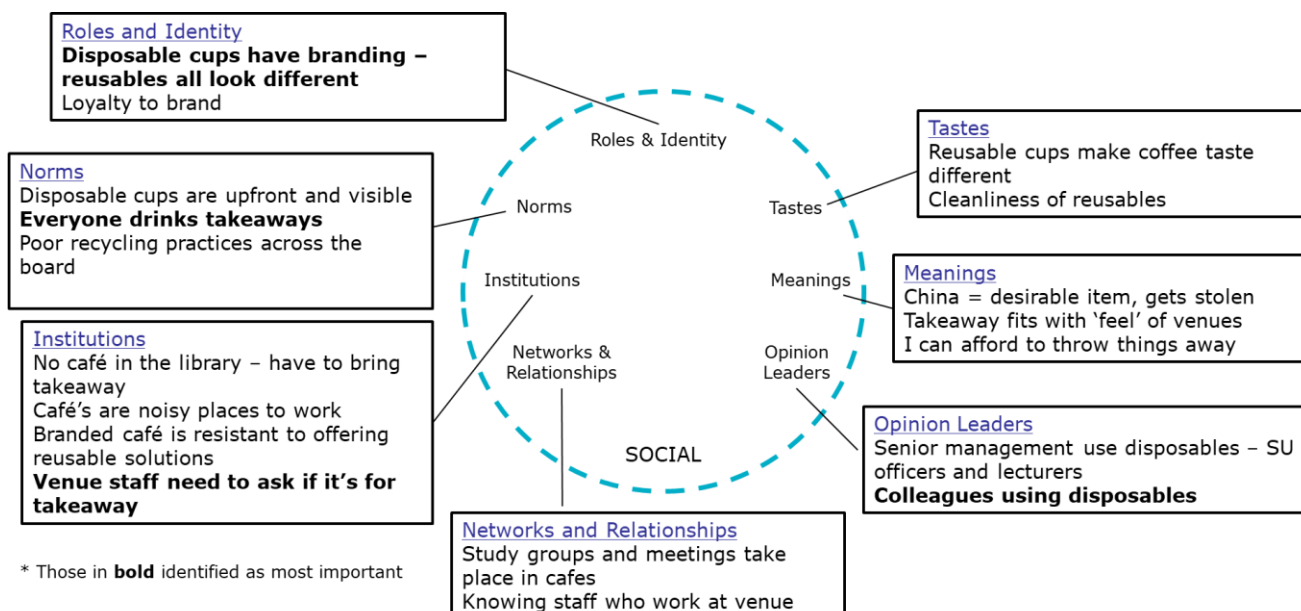 Roles and Identity
Disposable cups have branding –
reusables all look different
Loyalty to brand
Norms
Disposable cups are upfront and visible
Everyone drinks takeaways
Poor recycling practices across the
board
Institutions
No café in the library – have to bring
takeaway
Café’s are noisy places to work
Branded café is resistant to offering
reusable solutions
Venue staff need to ask if it’s for
takeaway
* Those in bold identified as most important
Roles & Identity
Norms
Tastes
Institutions
Meanings
Networks &
Relationships
Opinion
Leaders
SOCIAL
Networks and Relationships
Study groups and meetings take
place in cafes
Knowing staff who work at venue
Tastes
Reusable cups make coffee taste
different
Cleanliness of reusables
Meanings
China = desirable item, gets stolen
Takeaway fits with ‘feel’ of venues
I can afford to throw things away
Opinion Leaders
Senior management use disposables – SU
officers and lecturers
Colleagues using disposables